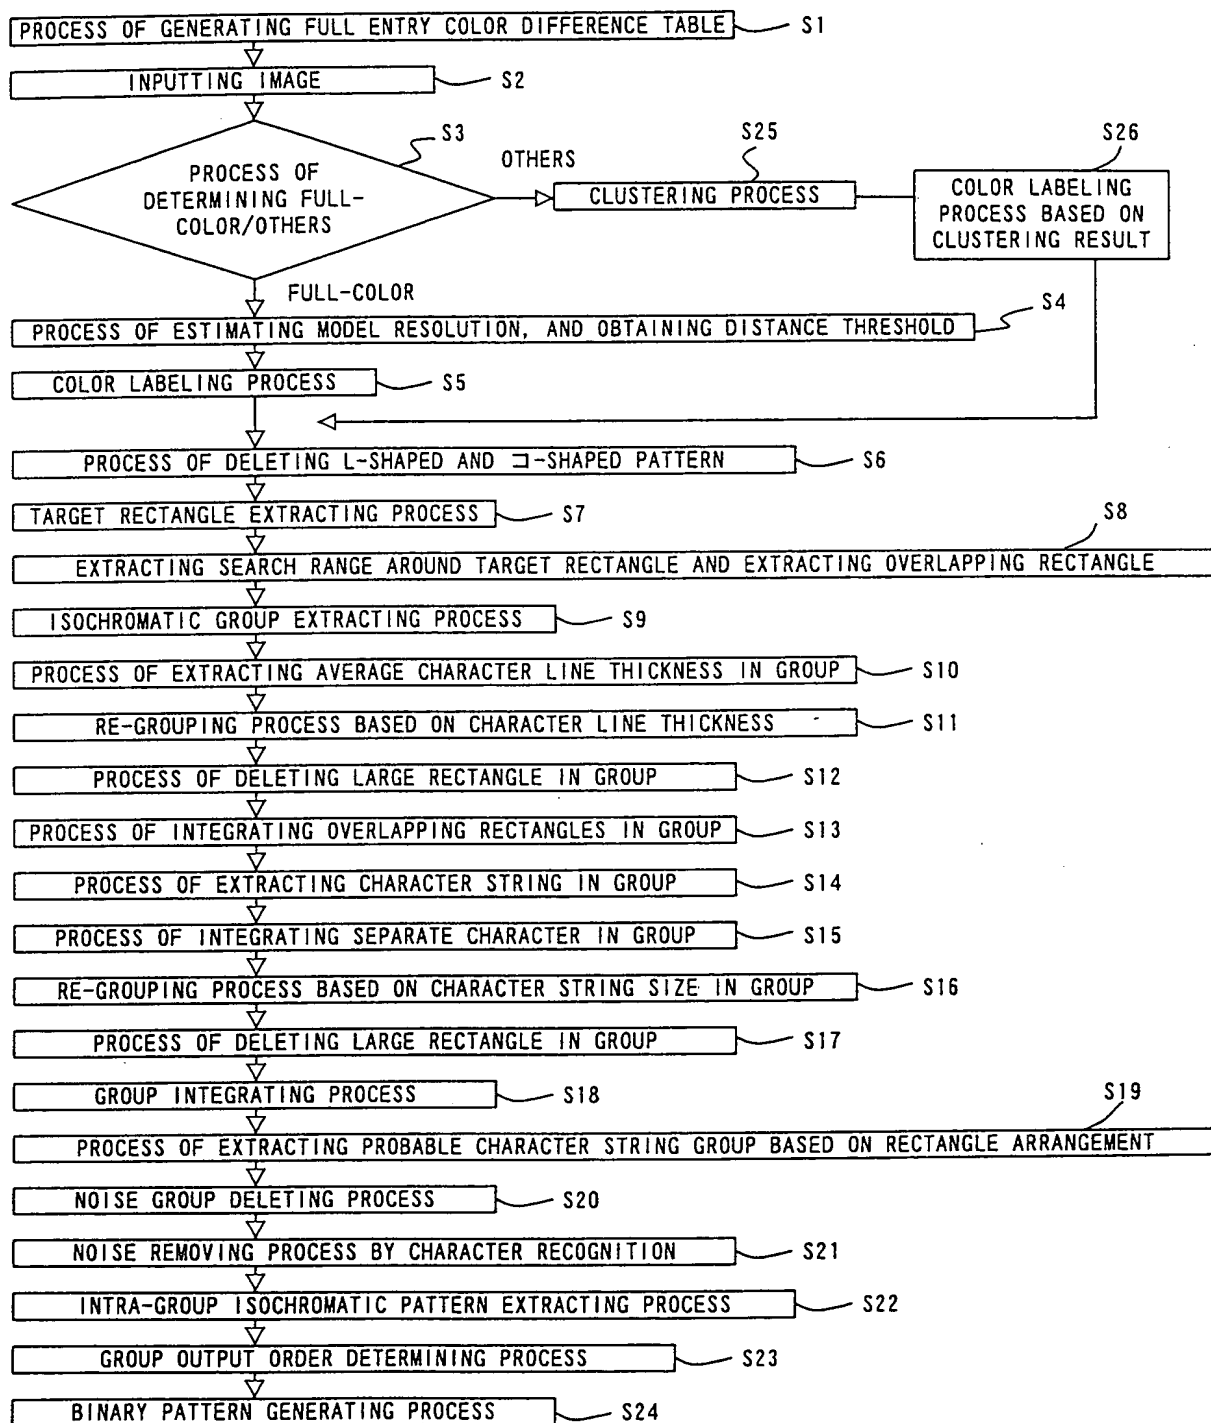 PROCESS OF GENERATING FULL ENTRY COLOR DIFFERENCE TABLE S1
INPUTTING IMAGE S2
S3
PROCESS OF
DETERMINING FULL-
COLOR/OTHERS
OTHERS
S25
CLUSTERING PROCESS
S26
COLOR LABELING
PROCESS BASED ON
CLUSTERING RESULT
FULL-COLOR
S4
PROCESS OF ESTIMATING MODEL RESOLUTION, AND OBTAINING DISTANCE THRESHOLD
COLOR LABELING PROCESS S5
PROCESS OF DELETING L-SHAPED AND コ-SHAPED PATTERN S6
TARGET RECTANGLE EXTRACTING PROCESS S7
S8
EXTRACTING SEARCH RANGE AROUND TARGET RECTANGLE AND EXTRACTING OVERLAPPING RECTANGLE
ISOCHROMATIC GROUP EXTRACTING PROCESS S9
PROCESS OF EXTRACTING AVERAGE CHARACTER LINE THICKNESS IN GROUP S10
RE-GROUPING PROCESS BASED ON CHARACTER LINE THICKNESS S11
PROCESS OF DELETING LARGE RECTANGLE IN GROUP S12
PROCESS OF INTEGRATING OVERLAPPING RECTANGLES IN GROUP S13
PROCESS OF EXTRACTING CHARACTER STRING IN GROUP S14
PROCESS OF INTEGRATING SEPARATE CHARACTER IN GROUP S15
RE-GROUPING PROCESS BASED ON CHARACTER STRING SIZE IN GROUP S16
PROCESS OF DELETING LARGE RECTANGLE IN GROUP S17
GROUP INTEGRATING PROCESS S18
S19
PROCESS OF EXTRACTING PROBABLE CHARACTER STRING GROUP BASED ON RECTANGLE ARRANGEMENT
NOISE GROUP DELETING PROCESS S20
NOISE REMOVING PROCESS BY CHARACTER RECOGNITION S21
INTRA-GROUP ISOCHROMATIC PATTERN EXTRACTING PROCESS S22
GROUP OUTPUT ORDER DETERMINING PROCESS S23
BINARY PATTERN GENERATING PROCESS S24